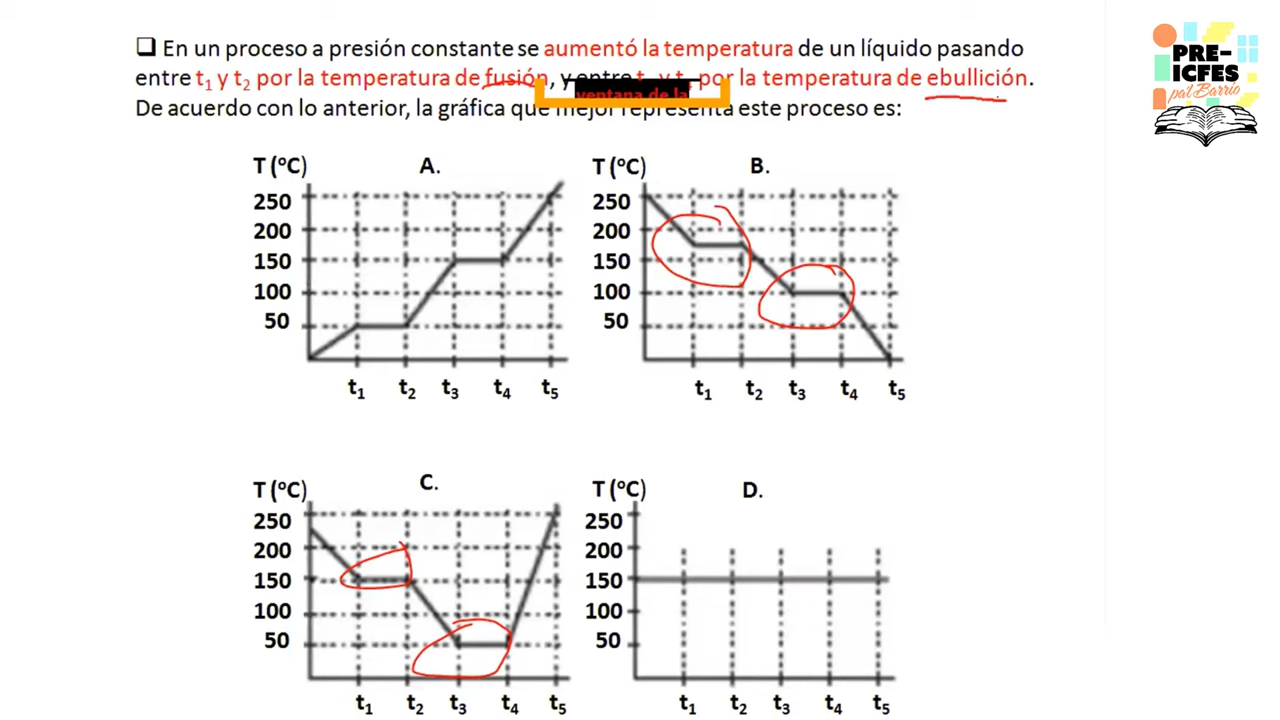 ❑ En un proceso a presión constante se aumentó la temperatura de un líquido pasando
entre t₁ y t₂ por la temperatura de fusión, y entre t y t por la temperatura de ebullición.
ventana de la
De acuerdo con lo anterior, la gráfica que mejor representa este proceso es:
PRE-
ICFES
pal' Barrio
T (°C) A.
250
200
150
100
50
t₁ t₂ t₃ t₄ t₅
T (°C) B.
250
200
150
100
50
t₁ t₂ t₃ t₄ t₅
T (°C) C.
250
200
150
100
50
t₁ t₂ t₃ t₄ t₅
T (°C) D.
250
200
150
100
50
t₁ t₂ t₃ t₄ t₅